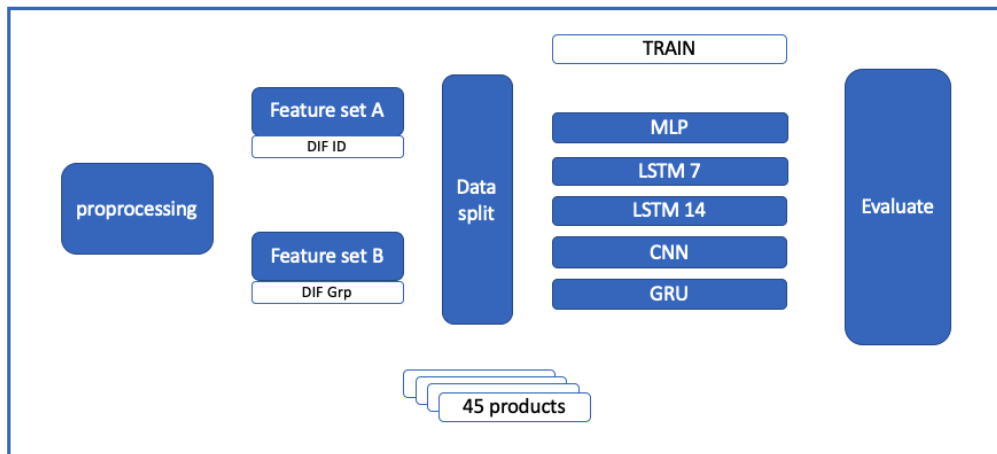 proprocessing
Feature set A
DIF ID
Feature set B
DIF Grp
Data
split
TRAIN
MLP
LSTM 7
LSTM 14
CNN
GRU
Evaluate
45 products